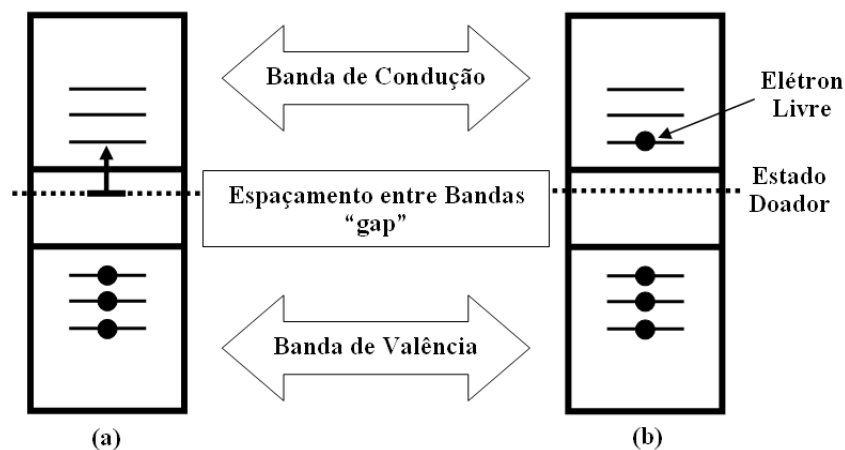 Banda de Condução
Elétron
Livre
Espaçamento entre Bandas
“gap”
Estado
Doador
Banda de Valência
(a)
(b)